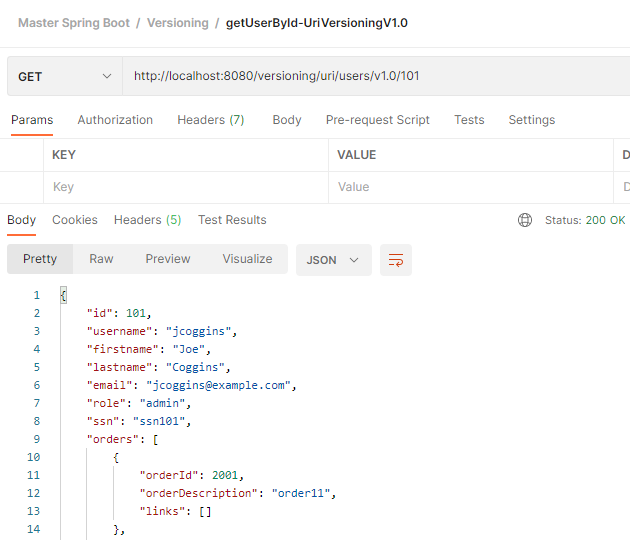 Master Spring Boot / Versioning / getUserById-UriVersioningV1.0
GET http://localhost:8080/versioning/uri/users/v1.0/101
Params Authorization Headers (7) Body Pre-request Script Tests Settings
KEY VALUE D
Key Value D
Body Cookies Headers (5) Test Results Status: 200 OK
Pretty Raw Preview Visualize JSON
1 {
2 "id": 101,
3 "username": "jcoggins",
4 "firstname": "Joe",
5 "lastname": "Coggins",
6 "email": "jcoggins@example.com",
7 "role": "admin",
8 "ssn": "ssn101",
9 "orders": [
10 {
11 "orderId": 2001,
12 "orderDescription": "order11",
13 "links": []
14 },